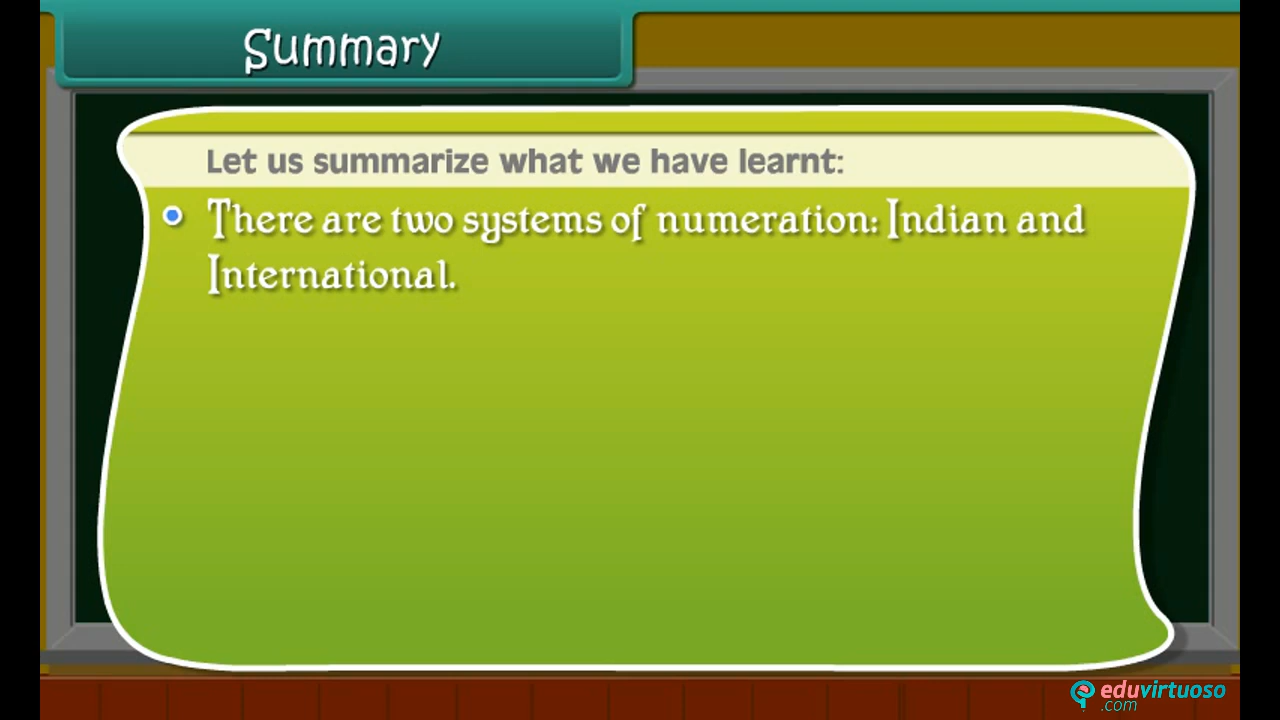 Summary
Let us summarize what we have learnt:
There are two systems of numeration: Indian and
International.
eduvirtuoso
.com